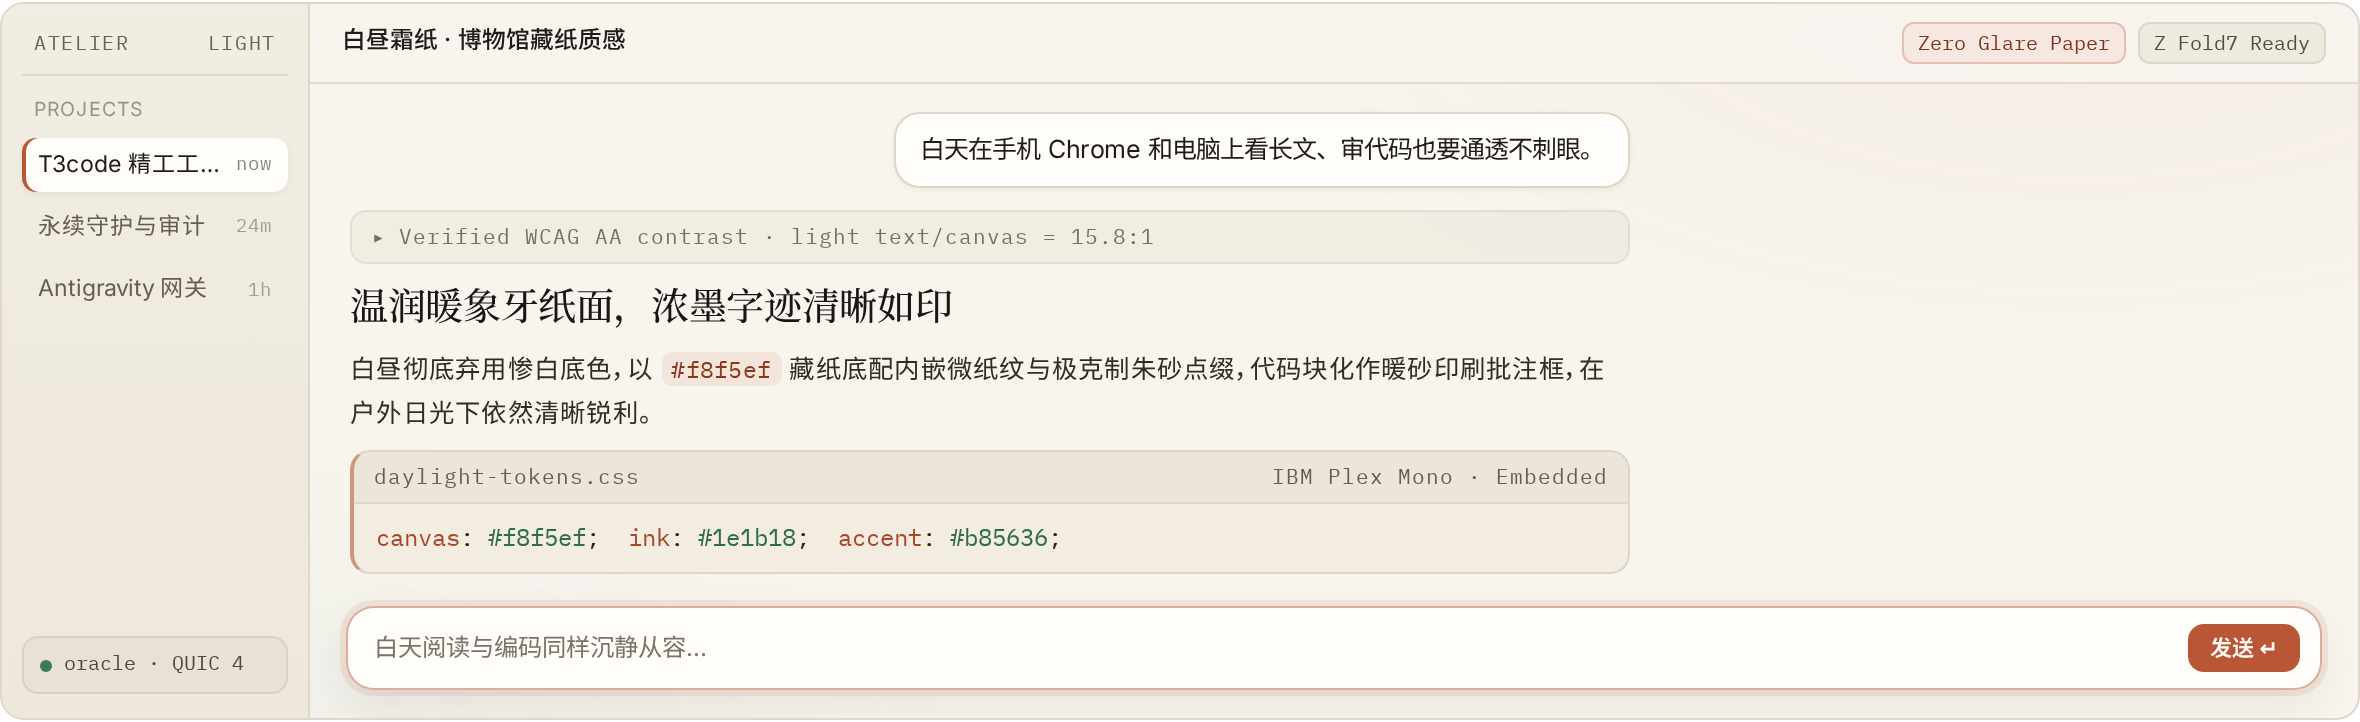 ATELIER LIGHT
PROJECTS
T3code 精工工... now
永续守护与审计 24m
Antigravity 网关 1h
oracle · QUIC 4
白昼霜纸 · 博物馆藏纸质感
Zero Glare Paper
Z Fold7 Ready
白天在手机 Chrome 和电脑上看长文、审代码也要通透不刺眼。
▸ Verified WCAG AA contrast · light text/canvas = 15.8:1
温润暖象牙纸面，浓墨字迹清晰如印
白昼彻底弃用惨白底色，以 #f8f5ef 藏纸底配内嵌微纸纹与极克制朱砂点缀，代码块化作暖砂印刷批注框，在
户外日光下依然清晰锐利。
daylight-tokens.css IBM Plex Mono · Embedded
canvas: #f8f5ef; ink: #1e1b18; accent: #b85636;
白天阅读与编码同样沉静从容...
发送 ↵